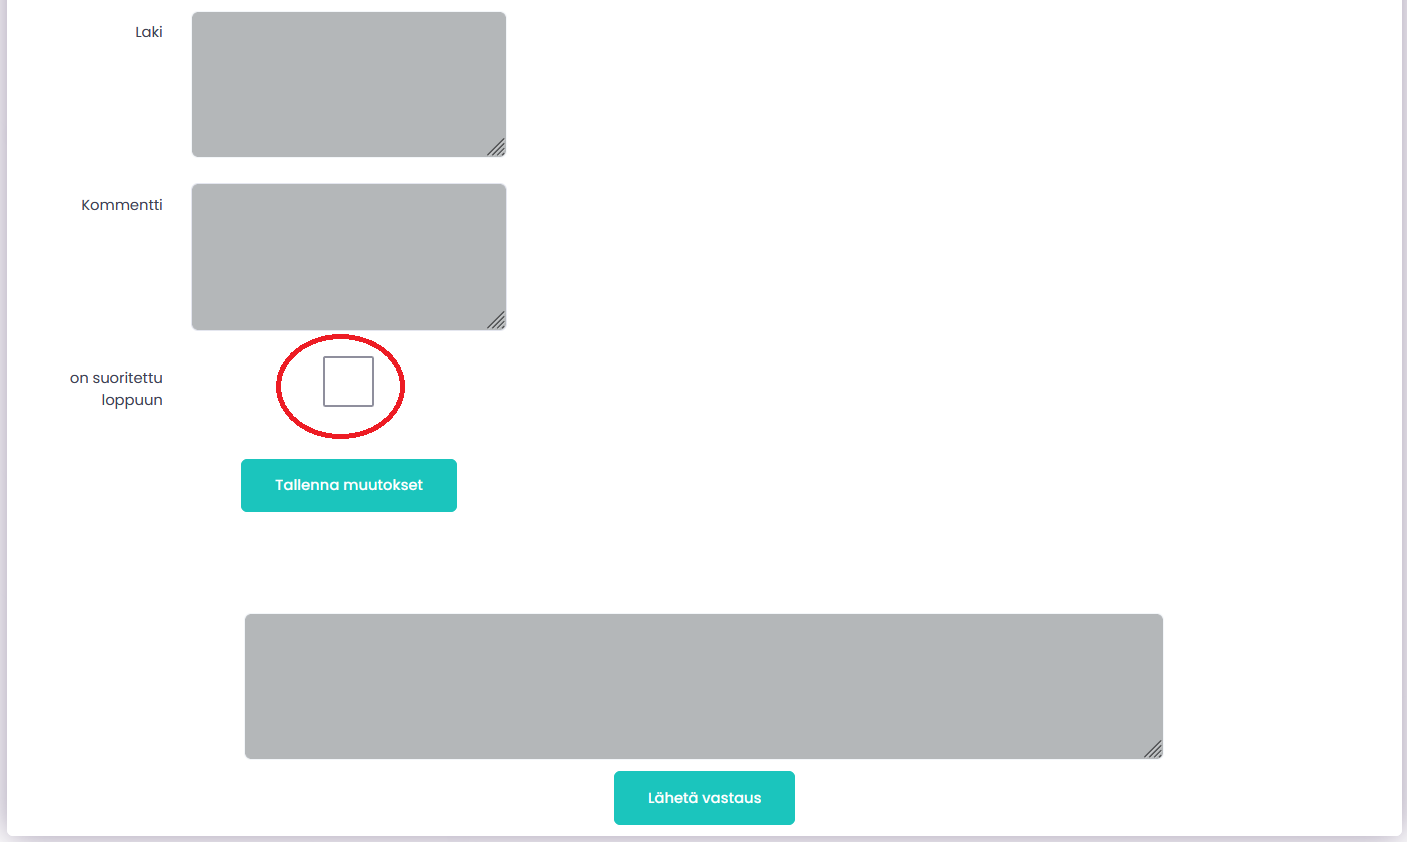 Laki
Kommentti
on suoritettu
loppuun
Tallenna muutokset
Lähetä vastaus